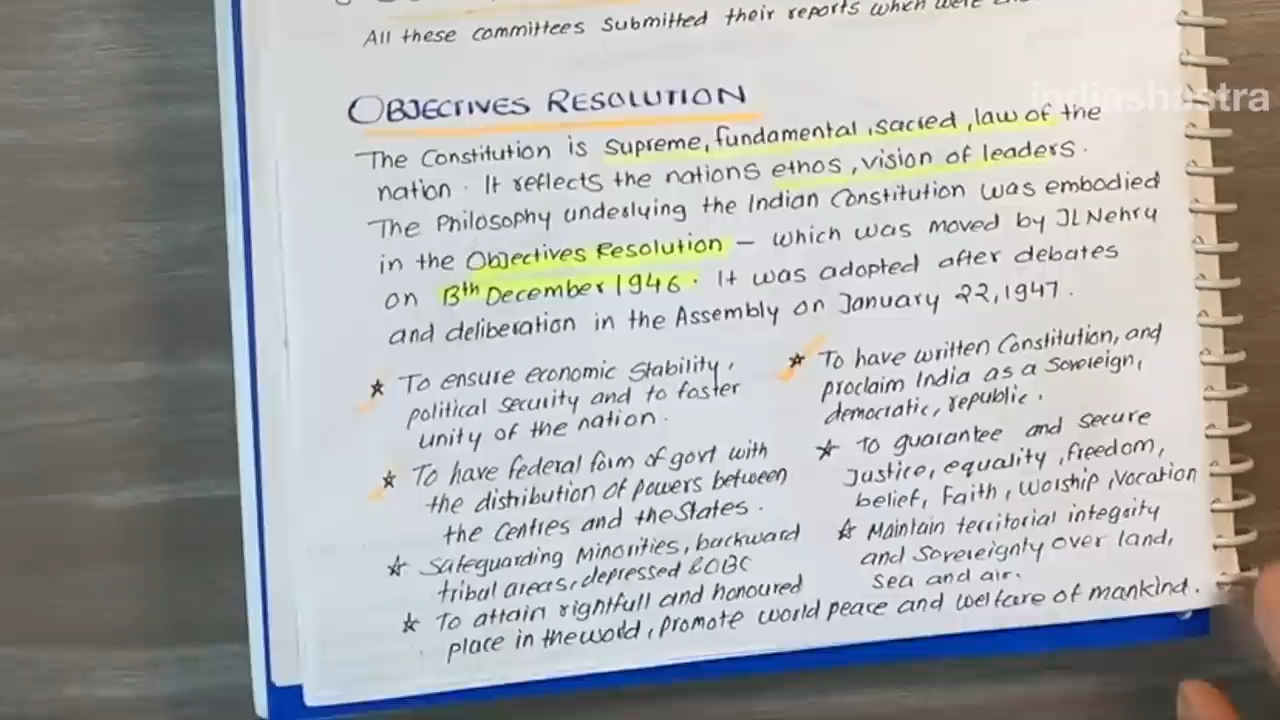 All these committees submitted their reports which were
OBJECTIVES RESOLUTION
indiashastra
The Constitution is supreme, fundamental, sacred, law of the
nation. It reflects the nations ethos, vision of leaders.
The Philosophy underlying the Indian Constitution was embodied
in the Objectives Resolution – which was moved by JL Nehru
on 13th December 1946. It was adopted after debates
and deliberation in the Assembly on January 22, 1947.
★ To ensure economic stability,
political security and to foster
unity of the nation.
★ To have federal form of govt with
the distribution of powers between
the Centres and the States.
★ Safeguarding Minorities, backward
tribal areas, depressed & OBC
★ To have written Constitution, and
proclaim India as a Sovereign,
democratic, republic.
★ To guarantee and secure
Justice, equality, freedom,
belief, Faith, Worship, Vocation
★ Maintain territorial integrity
and Sovereignty over land,
sea and air.
★ To attain rightfull and honoured
place in the world, promote world peace and welfare of mankind.